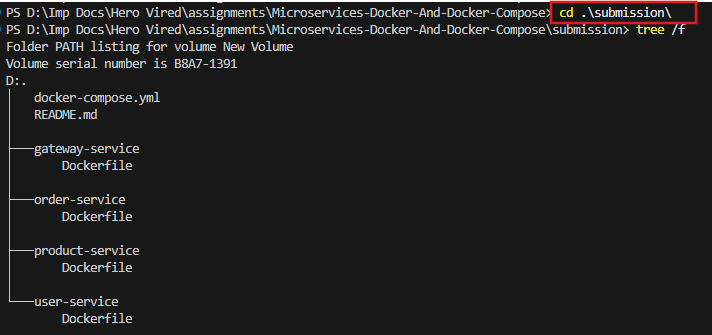 PS D:\Imp Docs\Hero Vired\assignments\Microservices-Docker-And-Docker-Compose> cd .\submission\
PS D:\Imp Docs\Hero Vired\assignments\Microservices-Docker-And-Docker-Compose\submission> tree /f
Folder PATH listing for volume New Volume
Volume serial number is B8A7-1391
D:.
│   docker-compose.yml
│   README.md
│
├───gateway-service
│       Dockerfile
│
├───order-service
│       Dockerfile
│
├───product-service
│       Dockerfile
│
└───user-service
        Dockerfile